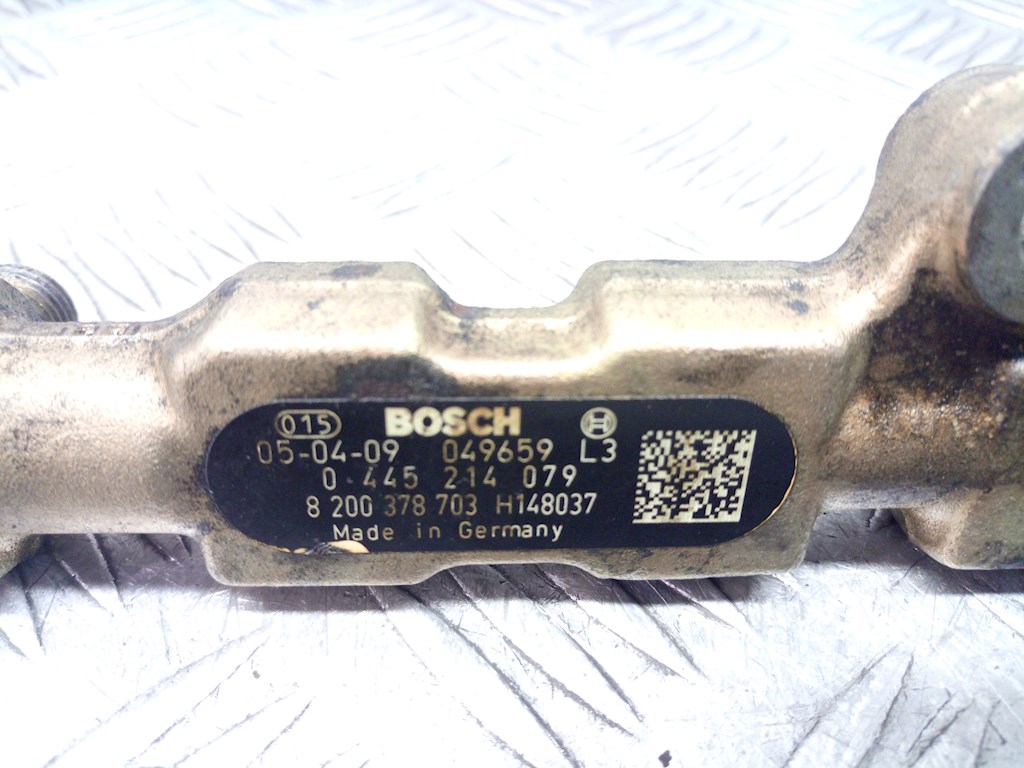 015 BOSCH
05-04-09 049659 L3
0 445 214 079
8 200 378 703 H148037
Made in Germany